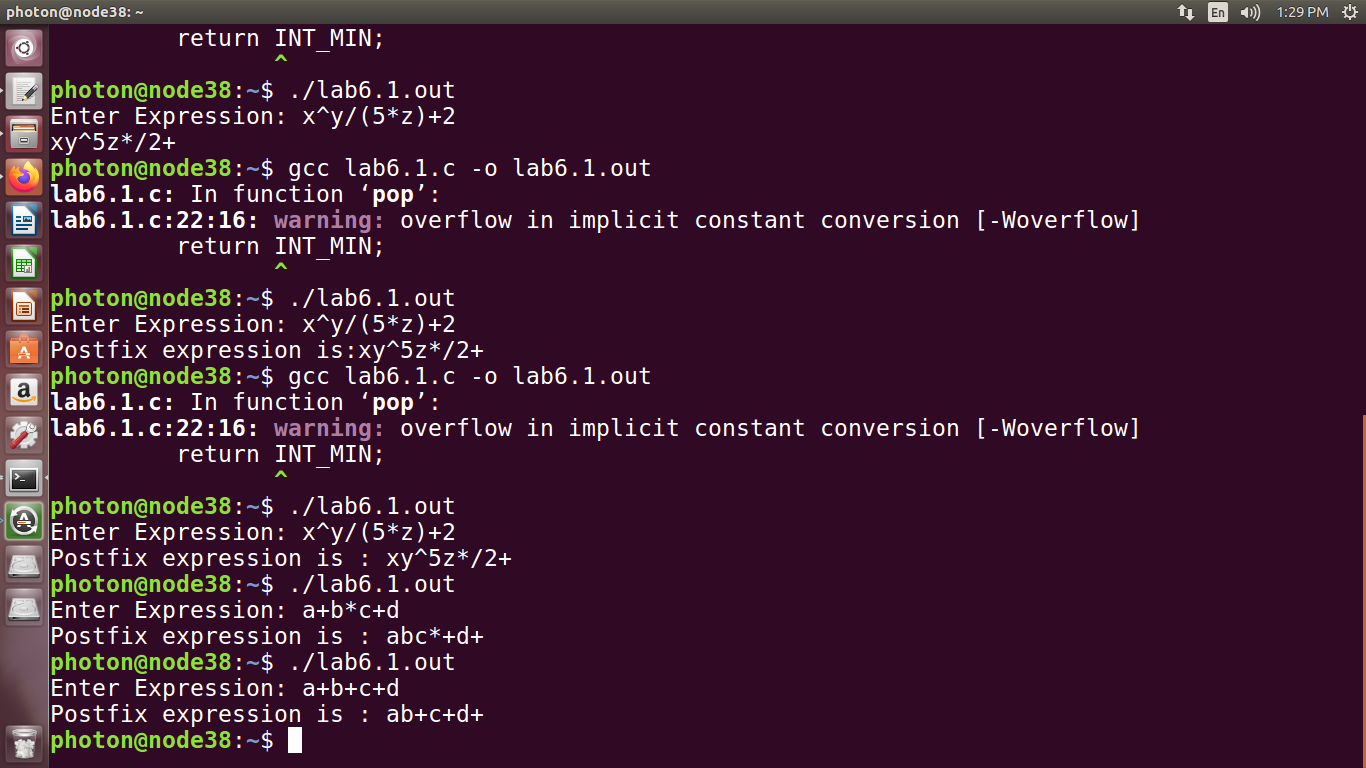 photon@node38: ~
En
1:29 PM
return INT_MIN;
^
photon@node38:~$ ./lab6.1.out
Enter Expression: x^y/(5*z)+2
xy^5z*/2+
photon@node38:~$ gcc lab6.1.c -o lab6.1.out
lab6.1.c: In function ‘pop’:
lab6.1.c:22:16: warning: overflow in implicit constant conversion [-Woverflow]
return INT_MIN;
^
photon@node38:~$ ./lab6.1.out
Enter Expression: x^y/(5*z)+2
Postfix expression is:xy^5z*/2+
photon@node38:~$ gcc lab6.1.c -o lab6.1.out
lab6.1.c: In function ‘pop’:
lab6.1.c:22:16: warning: overflow in implicit constant conversion [-Woverflow]
return INT_MIN;
^
photon@node38:~$ ./lab6.1.out
Enter Expression: x^y/(5*z)+2
Postfix expression is : xy^5z*/2+
photon@node38:~$ ./lab6.1.out
Enter Expression: a+b*c+d
Postfix expression is : abc*+d+
photon@node38:~$ ./lab6.1.out
Enter Expression: a+b+c+d
Postfix expression is : ab+c+d+
photon@node38:~$